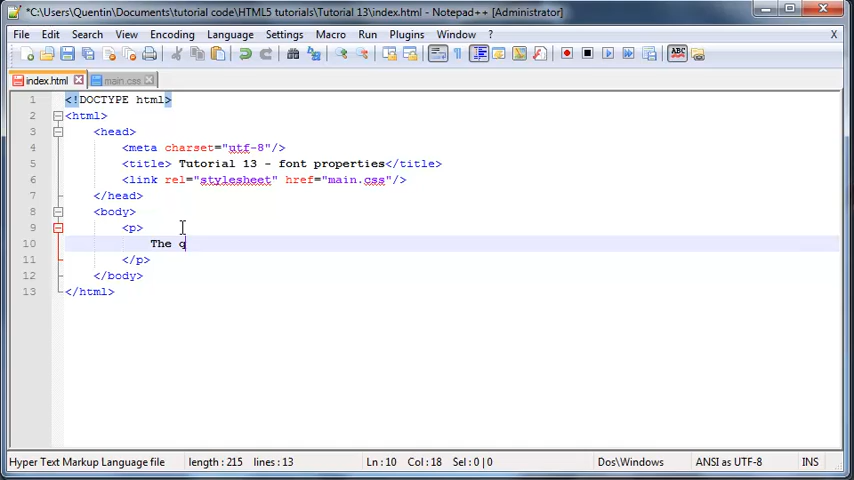 *C:\Users\Quentin\Documents\tutorial code\HTML5 tutorials\Tutorial 13\index.html - Notepad++ [Administrator]
File Edit Search View Encoding Language Settings Macro Run Plugins Window ? X
index.html main.css
1 <!DOCTYPE html>
2 <html>
3 <head>
4 <meta charset="utf-8"/>
5 <title> Tutorial 13 - font properties</title>
6 <link rel="stylesheet" href="main.css"/>
7 </head>
8 <body>
9 <p>
10 The q
11 </p>
12 </body>
13 </html>
Hyper Text Markup Language file length : 215 lines : 13 Ln : 10 Col : 18 Sel : 0 | 0 Dos\Windows ANSI as UTF-8 INS